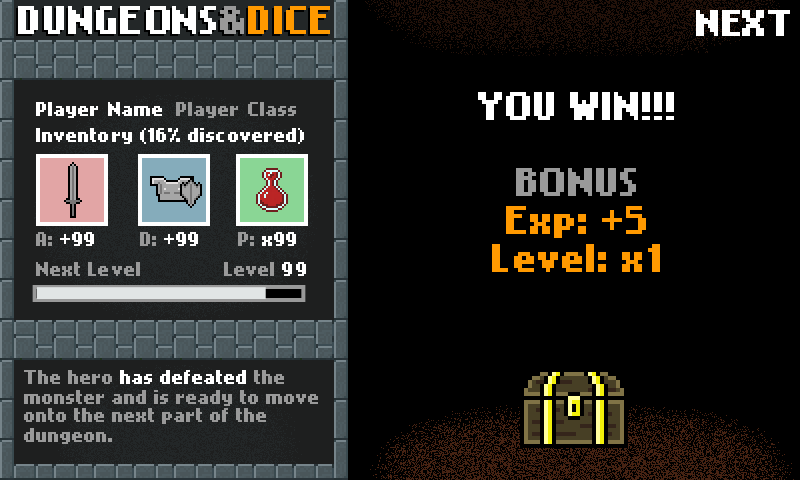 DUNGEONS&DICE
Player Name Player Class
Inventory (16% discovered)
A: +99 D: +99 P: x99
Next Level Level 99
The hero has defeated the
monster and is ready to move
onto the next part of the
dungeon.
NEXT
YOU WIN!!!
BONUS
Exp: +5
Level: x1